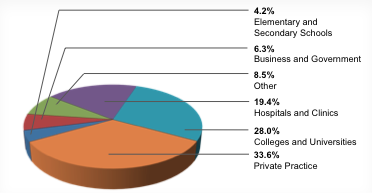 4.2%
Elementary and
Secondary Schools
6.3%
Business and Government
8.5%
Other
19.4%
Hospitals and Clinics
28.0%
Colleges and Universities
33.6%
Private Practice